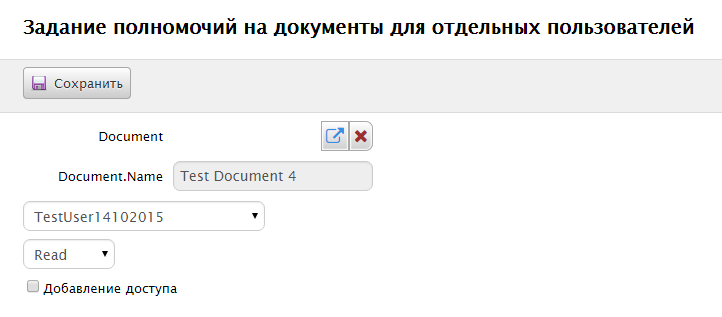 Задание полномочий на документы для отдельных пользователей
Сохранить
Document
Document.Name Test Document 4
TestUser14102015
Read
Добавление доступа